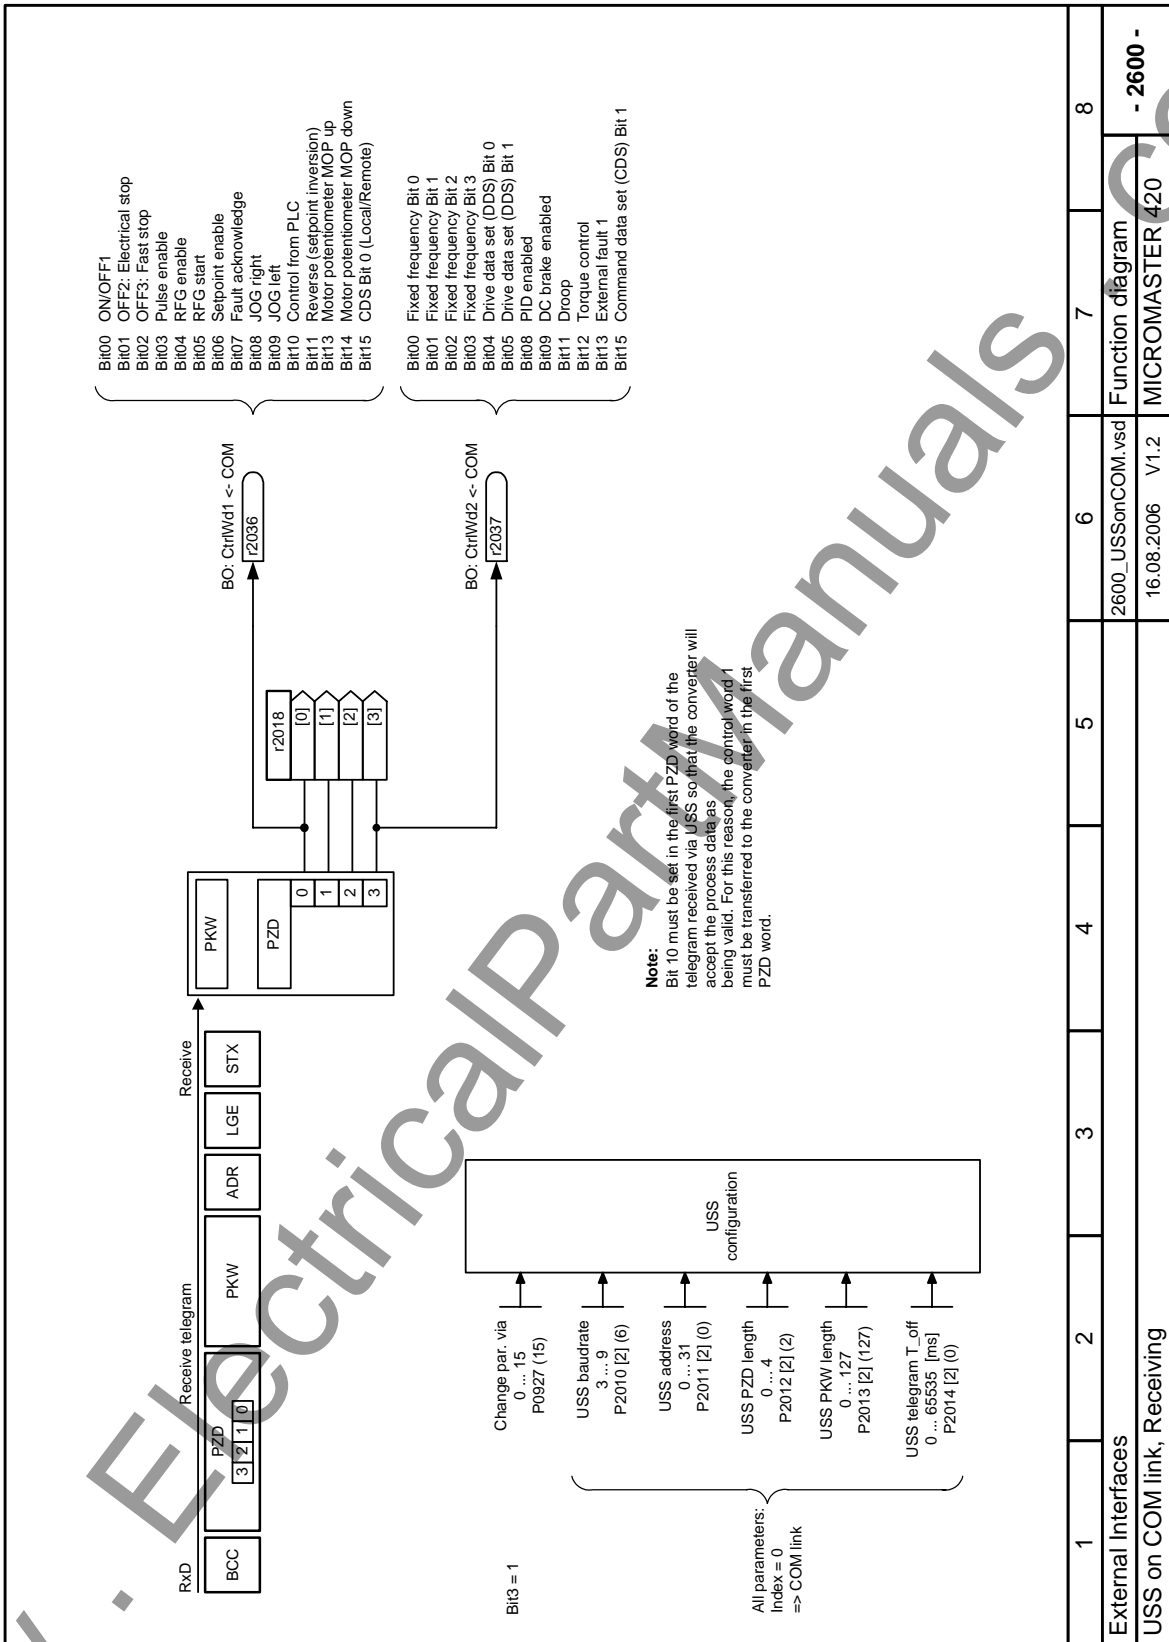 RxD
Receive telegram
Receive
BCC
PZD
3 2 1 0
PKW
ADR
LGE
STX
PKW
PZD
0
1
2
3
r2018
[0]
[1]
[2]
[3]
BO: CtrlWd1 <- COM
r2036
BO: CtrlWd2 <- COM
r2037
Bit00 ON/OFF1
Bit01 OFF2: Electrical stop
Bit02 OFF3: Fast stop
Bit03 Pulse enable
Bit04 RFG enable
Bit05 RFG start
Bit06 Setpoint enable
Bit07 Fault acknowledge
Bit08 JOG right
Bit09 JOG left
Bit10 Control from PLC
Bit11 Reverse (setpoint inversion)
Bit13 Motor potentiometer MOP up
Bit14 Motor potentiometer MOP down
Bit15 CDS Bit 0 (Local/Remote)
Bit00 Fixed frequency Bit 0
Bit01 Fixed frequency Bit 1
Bit02 Fixed frequency Bit 2
Bit03 Fixed frequency Bit 3
Bit04 Drive data set (DDS) Bit 0
Bit05 Drive data set (DDS) Bit 1
Bit08 PID enabled
Bit09 DC brake enabled
Bit11 Droop
Bit12 Torque control
Bit13 External fault 1
Bit15 Command data set (CDS) Bit 1
Bit3 = 1
Change par. via
0 ... 15
P0927 (15)
USS baudrate
3 ... 9
P2010 [2] (6)
USS address
0 ... 31
P2011 [2] (0)
USS PZD length
0 ... 4
P2012 [2] (2)
USS PKW length
0 ... 127
P2013 [2] (127)
USS telegram T_off
0 ... 65535 [ms]
P2014 [2] (0)
All parameters:
Index = 0
=> COM link
USS
configuration
Note:
Bit 10 must be set in the first PZD word of the
telegram received via USS so that the converter will
accept the process data as
being valid. For this reason, the control word 1
must be transferred to the converter in the first
PZD word.
1 2 3 4 5 6 7 8
External Interfaces
2600_USSonCOM.vsd
Function diagram
- 2600 -
USS on COM link, Receiving
16.08.2006 V1.2
MICROMASTER 420
. ElectricalPartManuals .